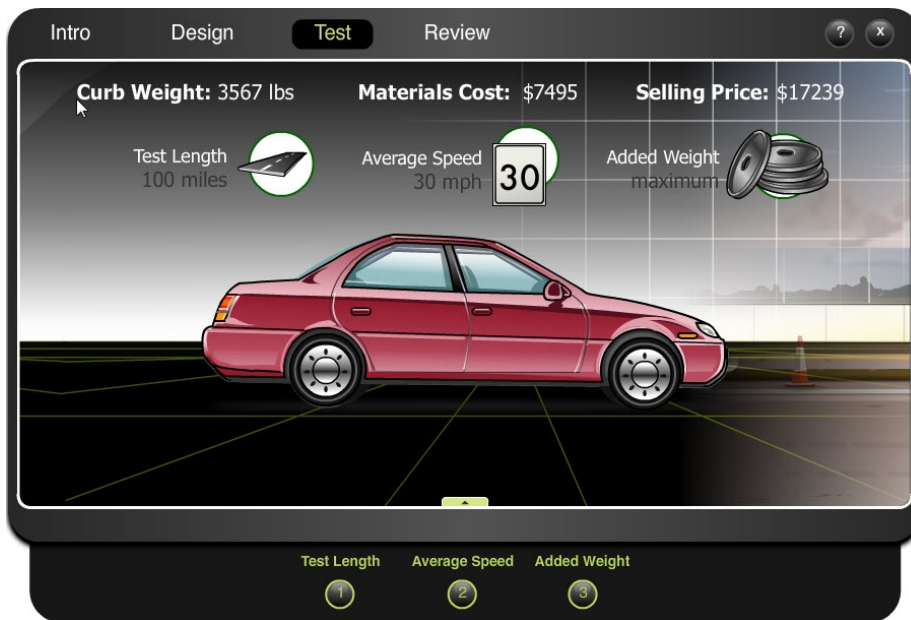 Intro Design Test Review ? x
Curb Weight: 3567 lbs Materials Cost: $7495 Selling Price: $17239
Test Length Average Speed Added Weight
100 miles 30 mph 30 maximum
Test Length Average Speed Added Weight
1 2 3